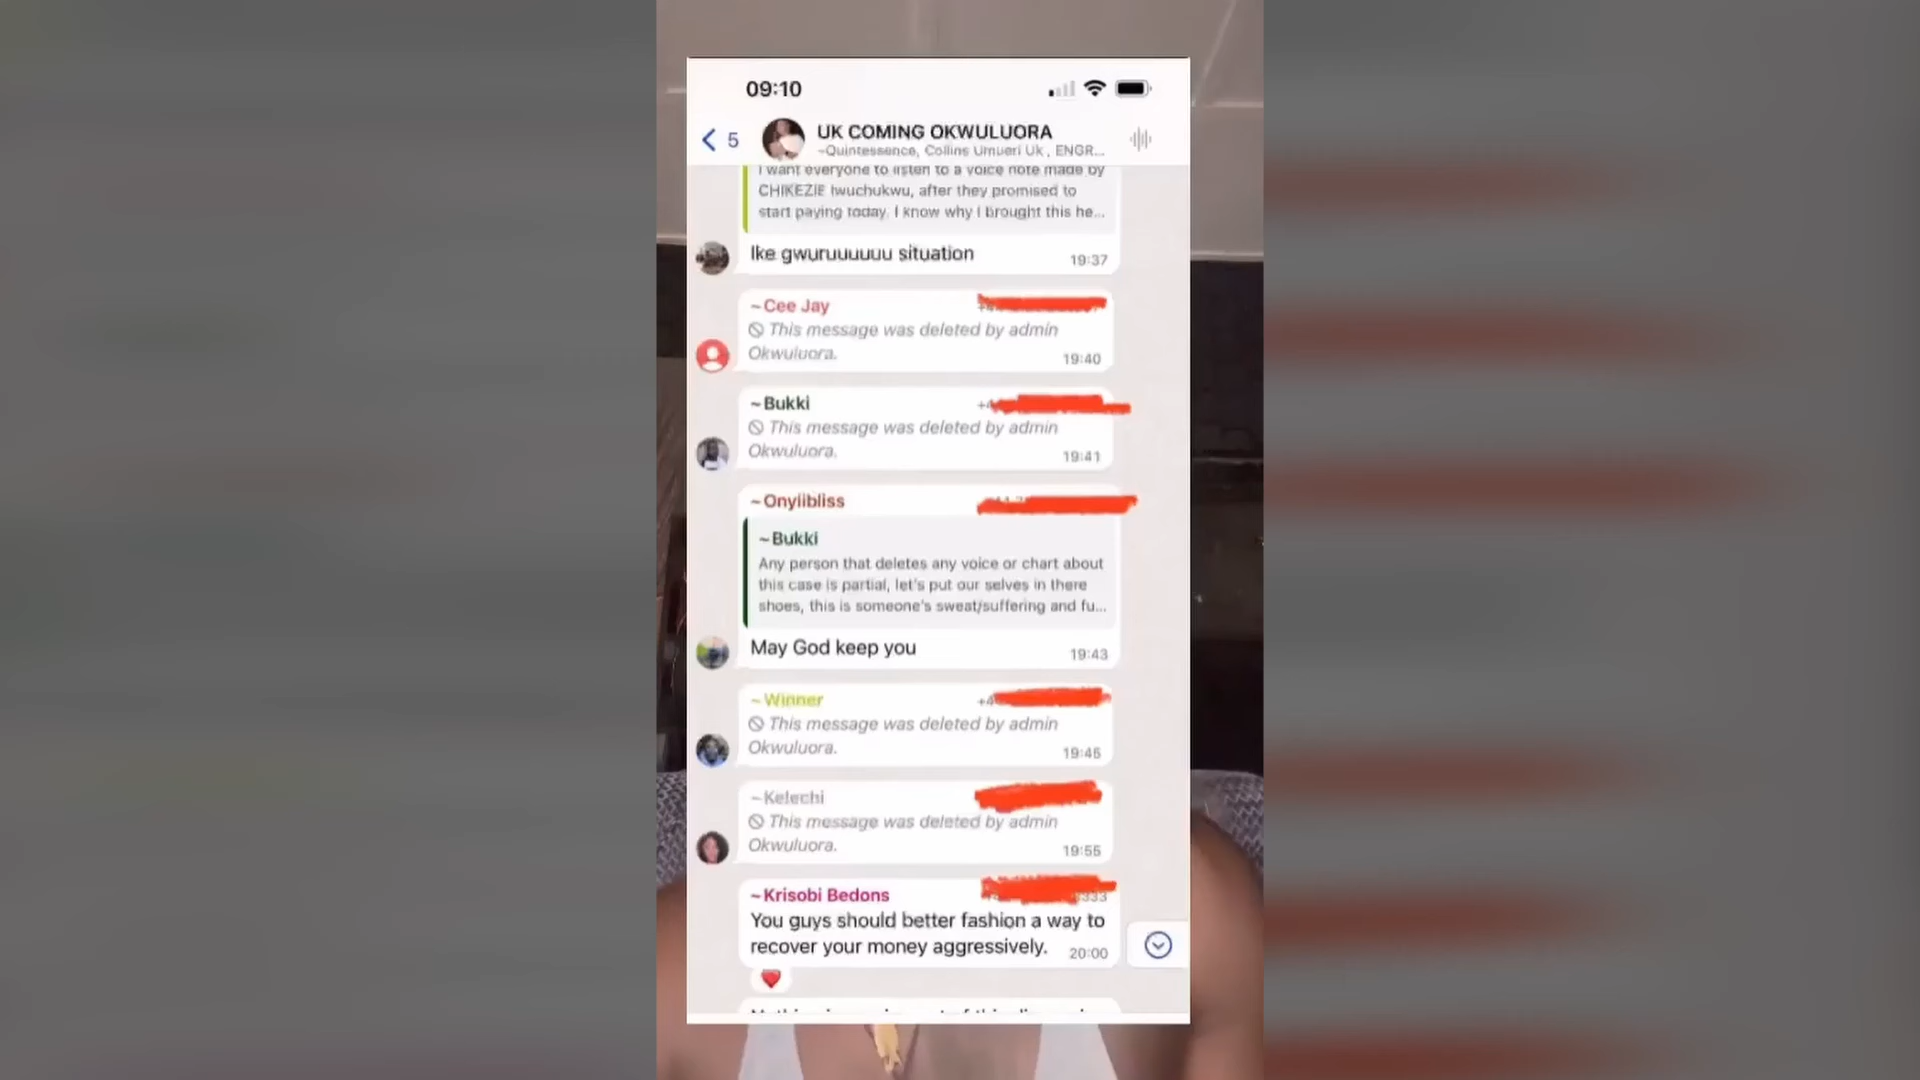 09:10
5
UK COMING OKWULUORA
~Quintessence, Collins Umueri Uk , ENGR...
I want everyone to listen to a voice note made by
CHIKEZIE Iwuchukwu, after they promised to
start paying today. I know why I brought this he...
Ike gwuruuuuuu situation
19:37
~Cee Jay
This message was deleted by admin
Okwuluora.
19:40
~Bukki
This message was deleted by admin
Okwuluora.
19:41
~Onyiibliss
~Bukki
Any person that deletes any voice or chart about
this case is partial, let's put our selves in there
shoes, this is someone's sweat/suffering and fu...
May God keep you
19:43
~Winner
This message was deleted by admin
Okwuluora.
19:45
~Kelechi
This message was deleted by admin
Okwuluora.
19:55
~Krisobi Bedons
You guys should better fashion a way to
recover your money aggressively.
20:00